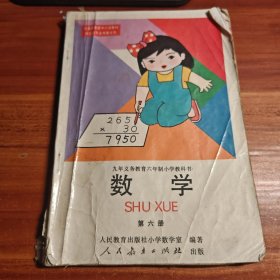 265
× 30
7950
九年义务教育六年制小学教科书
数 学
SHU XUE
第六册
人民教育出版社小学数学室 编著
人民教育出版社 出版